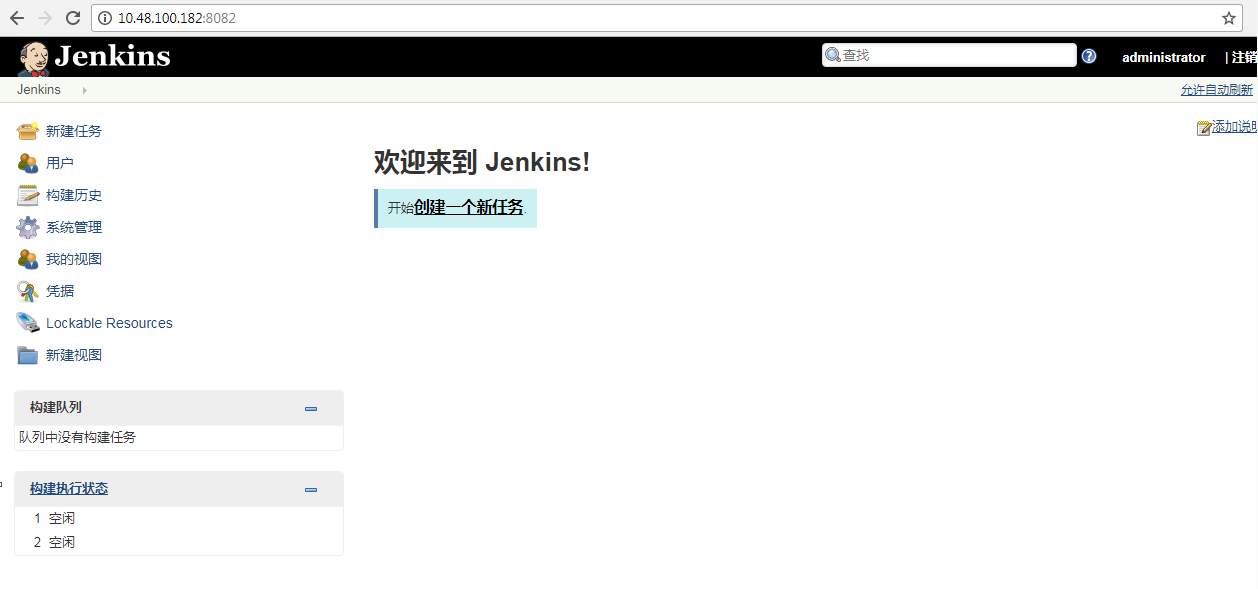 10.48.100.182:8082
Jenkins
查找
administrator
| 注销
Jenkins
允许自动刷新
新建任务
添加说明
用户
欢迎来到 Jenkins!
构建历史
开始创建一个新任务.
系统管理
我的视图
凭据
Lockable Resources
新建视图
构建队列
队列中没有构建任务
构建执行状态
1 空闲
2 空闲